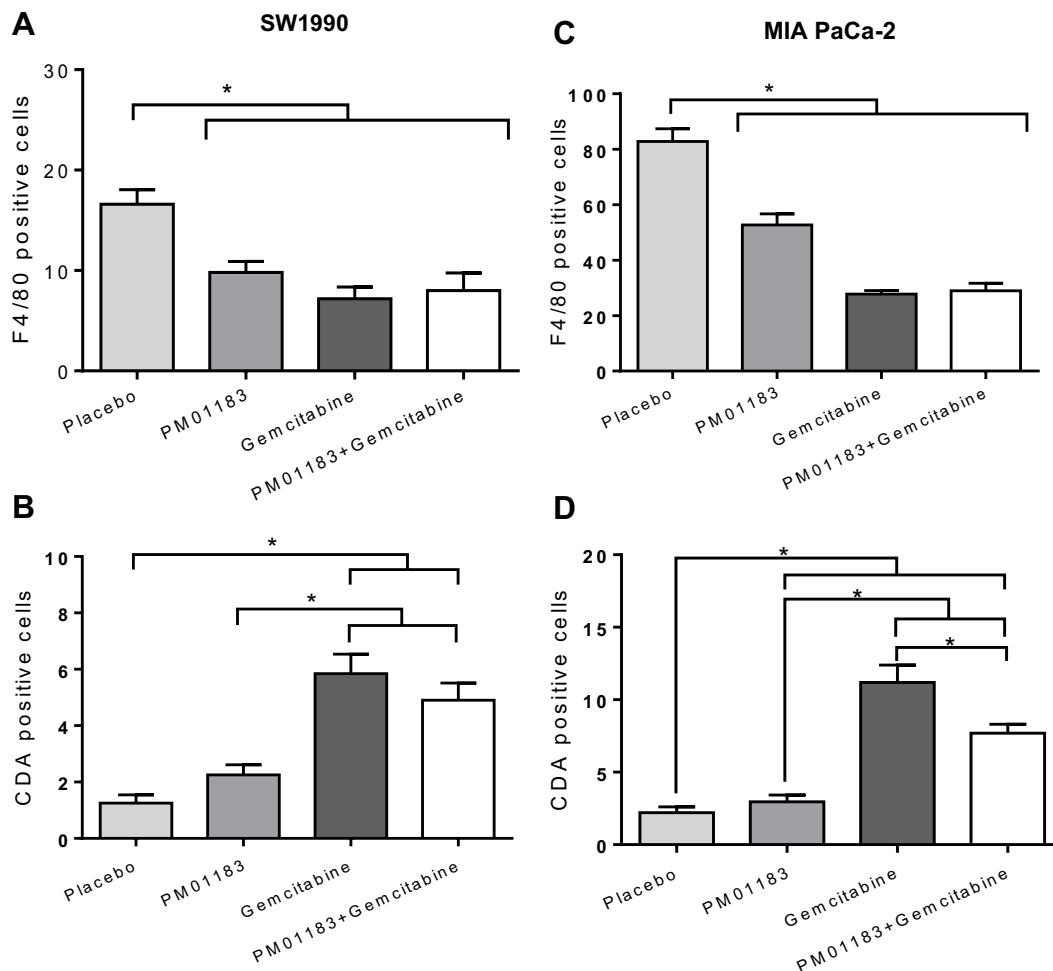 A
SW1990
F4/80 positive cells
30
20
10
0
*
Placebo
PM01183
Gemcitabine
PM01183+Gemcitabine
C
MIA PaCa-2
F4/80 positive cells
100
80
60
40
20
0
*
Placebo
PM01183
Gemcitabine
PM01183+Gemcitabine
B
CDA positive cells
10
8
6
4
2
0
*
*
Placebo
PM01183
Gemcitabine
PM01183+Gemcitabine
D
CDA positive cells
20
15
10
5
0
*
*
*
Placebo
PM01183
Gemcitabine
PM01183+Gemcitabine